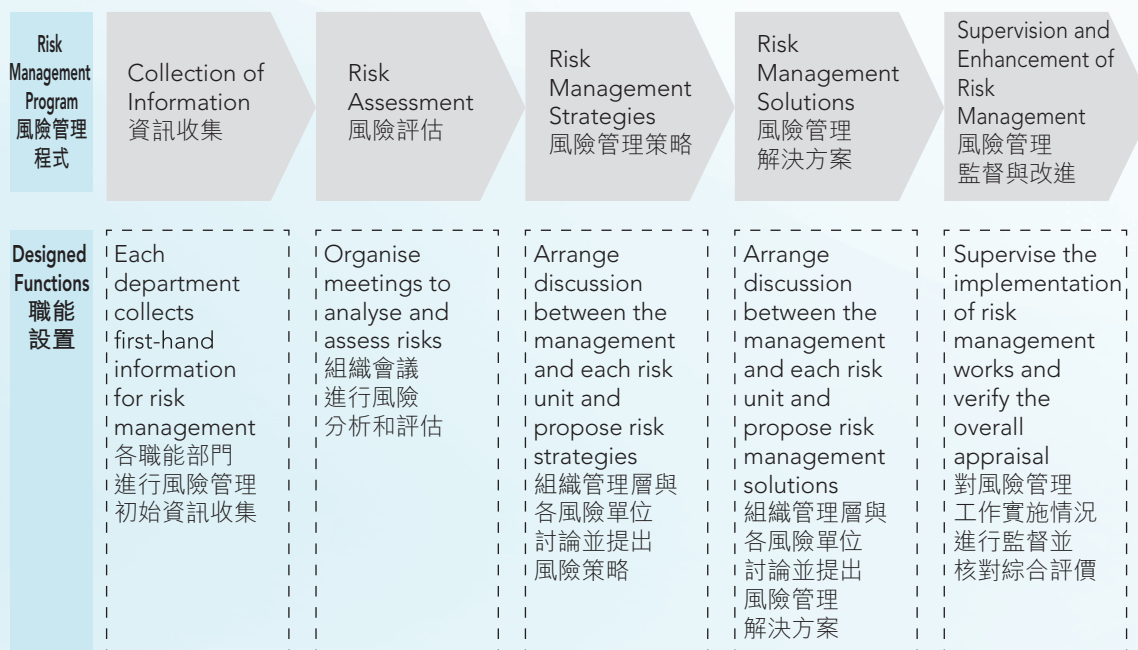 Risk
Management
Program
風險管理
程式
Collection of
Information
資訊收集
Risk
Assessment
風險評估
Risk
Management
Strategies
風險管理策略
Risk
Management
Solutions
風險管理
解決方案
Supervision and
Enhancement of
Risk
Management
風險管理
監督與改進
Designed
Functions
職能
設置
Each
department
collects
first-hand
information
for risk
management
各職能部門
進行風險管理
初始資訊收集
Organise
meetings to
analyse and
assess risks
組織會議
進行風險
分析和評估
Arrange
discussion
between the
management
and each risk
unit and
propose risk
strategies
組織管理層與
各風險單位
討論並提出
風險策略
Arrange
discussion
between the
management
and each risk
unit and
propose risk
management
solutions
組織管理層與
各風險單位
討論並提出
風險管理
解決方案
Supervise the
implementation
of risk
management
works and
verify the
overall
appraisal
對風險管理
工作實施情況
進行監督並
核對綜合評價